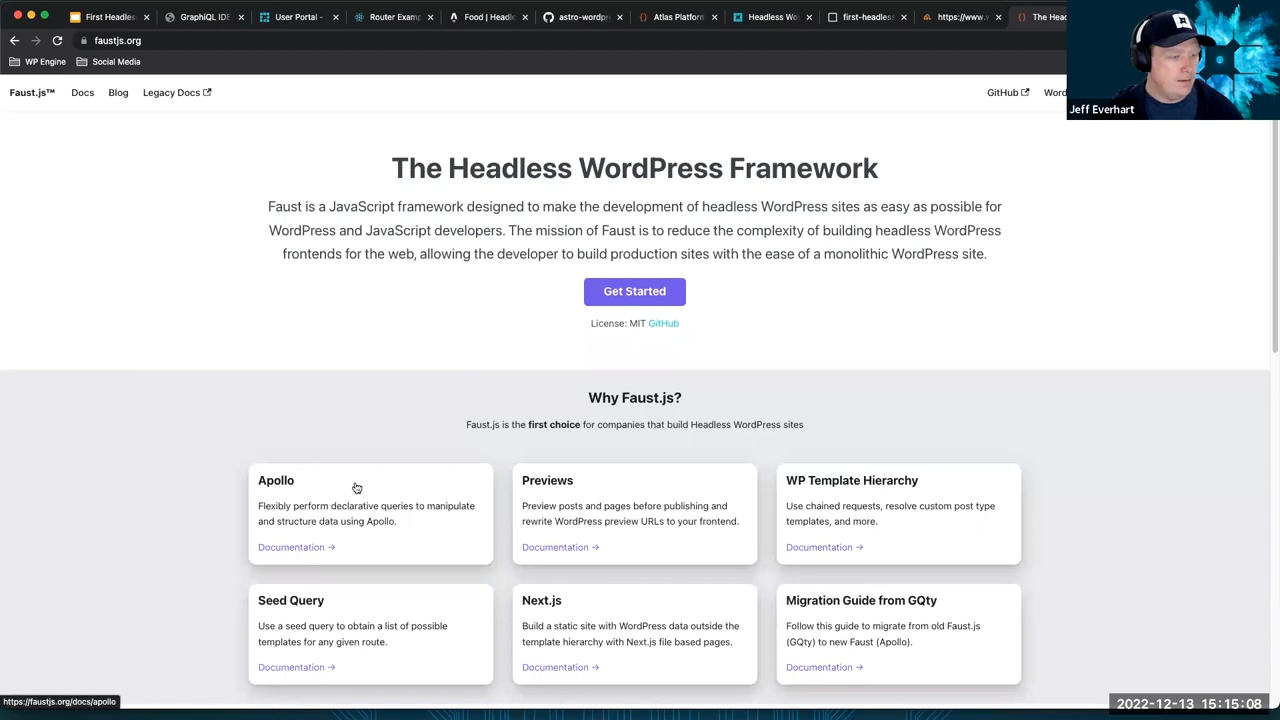 First Headless
GraphiQL IDE
User Portal -
Router Examp
Food | Headle
astro-wordpr
Atlas Platform
Headless Wo
first-headless
https://www.v
The Hea
faustjs.org
WP Engine
Social Media
Faust.js™
Docs
Blog
Legacy Docs
GitHub
Word
Jeff Everhart
The Headless WordPress Framework
Faust is a JavaScript framework designed to make the development of headless WordPress sites as easy as possible for
WordPress and JavaScript developers. The mission of Faust is to reduce the complexity of building headless WordPress
frontends for the web, allowing the developer to build production sites with the ease of a monolithic WordPress site.
Get Started
License: MIT GitHub
Why Faust.js?
Faust.js is the first choice for companies that build Headless WordPress sites
Apollo
Flexibly perform declarative queries to manipulate
and structure data using Apollo.
Documentation →
Previews
Preview posts and pages before publishing and
rewrite WordPress preview URLs to your frontend.
Documentation →
WP Template Hierarchy
Use chained requests, resolve custom post type
templates, and more.
Documentation →
Seed Query
Use a seed query to obtain a list of possible
templates for any given route.
Documentation →
Next.js
Build a static site with WordPress data outside the
template hierarchy with Next.js file based pages.
Documentation →
Migration Guide from GQty
Follow this guide to migrate from old Faust.js
(GQty) to new Faust (Apollo).
Documentation →
https://faustjs.org/docs/apollo
2022-12-13 15:15:08